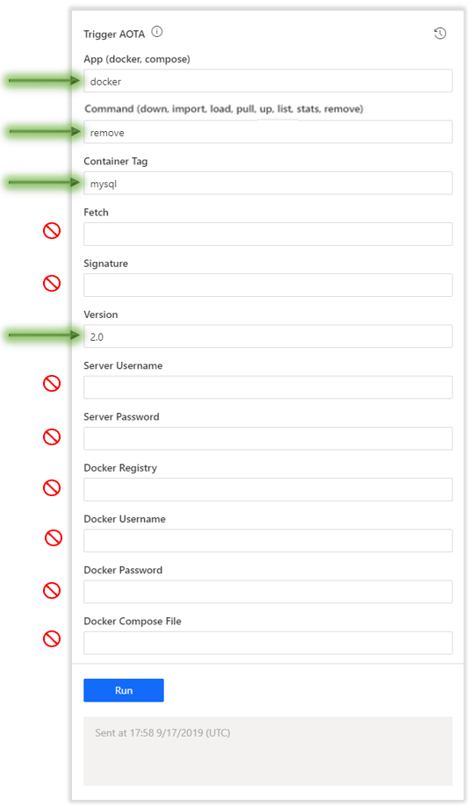 Trigger AOTA
App (docker, compose)
docker
Command (down, import, load, pull, up, list, stats, remove)
remove
Container Tag
mysql
Fetch
Signature
Version
2.0
Server Username
Server Password
Docker Registry
Docker Username
Docker Password
Docker Compose File
Run
Sent at 17:58 9/17/2019 (UTC)